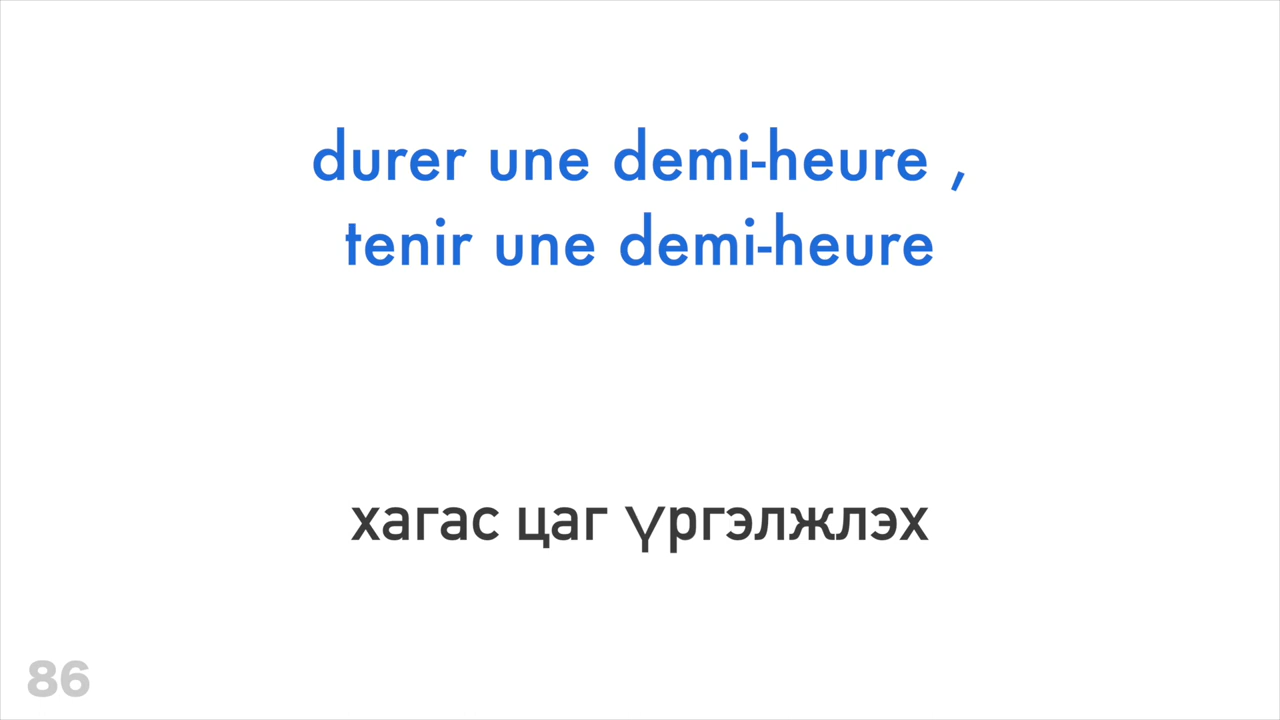 durer une demi-heure ,
tenir une demi-heure
хагас цаг үргэлжлэх
86